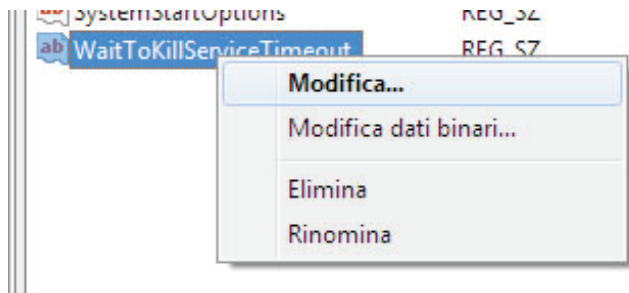 SystemStartOptions REG_SZ
WaitToKillServiceTimeout REG_SZ
Modifica...
Modifica dati binari...
Elimina
Rinomina